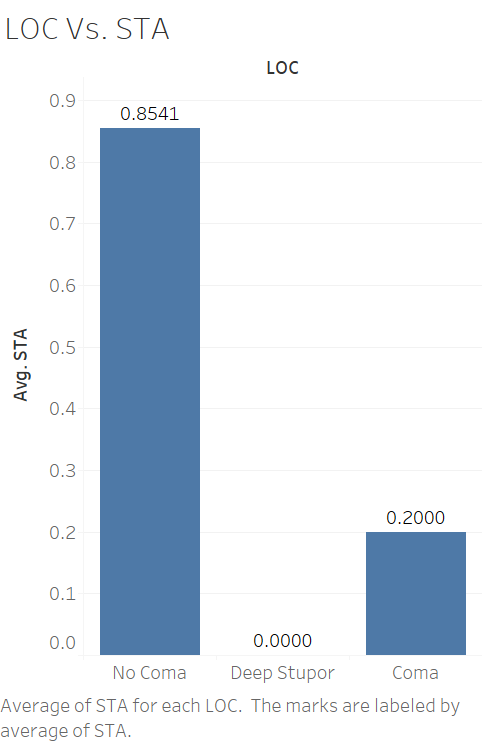 LOC Vs. STA
LOC
0.9
0.8541
0.8
0.7
0.6
0.5
Avg. STA
0.4
0.3
0.2
0.2000
0.1
0.0
0.0000
No Coma Deep Stupor Coma
Average of STA for each LOC. The marks are labeled by
average of STA.